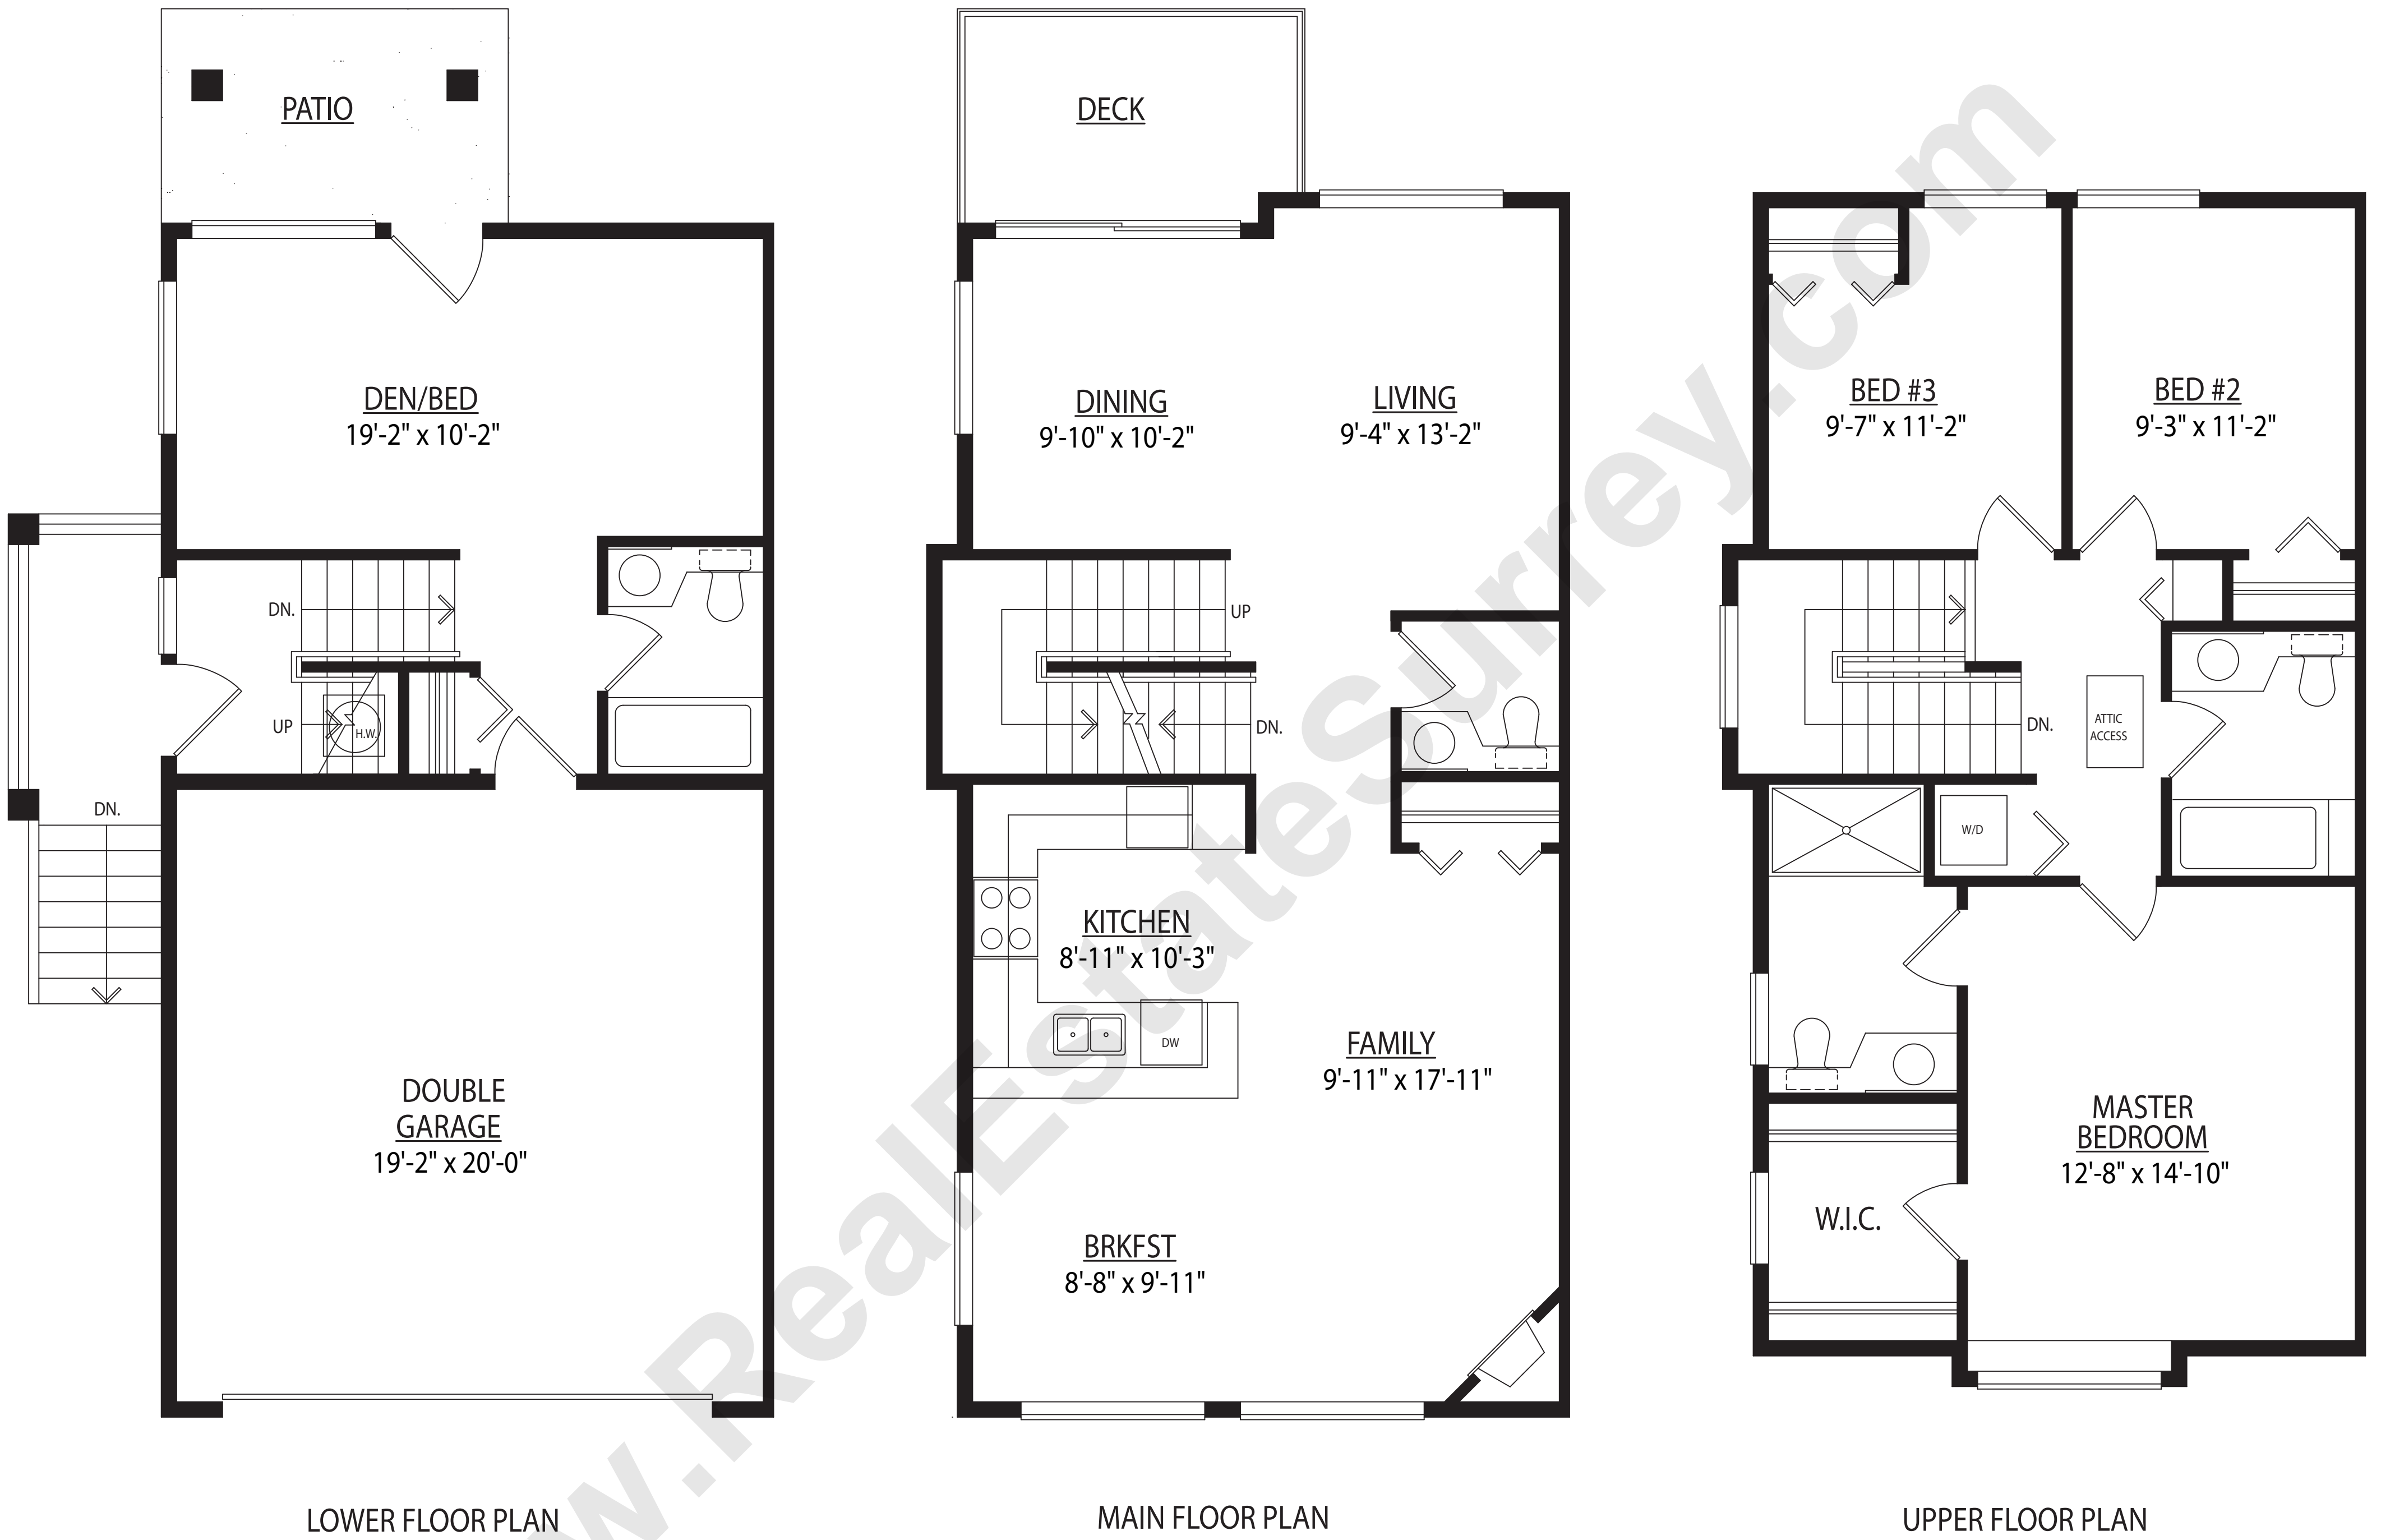 PATIO
DEN/BED
19'-2" x 10'-2"
DN.
UP
H.W.
DN.
DOUBLE
GARAGE
19'-2" x 20'-0"
LOWER FLOOR PLAN
DECK
DINING
9'-10" x 10'-2"
LIVING
9'-4" x 13'-2"
UP
DN.
KITCHEN
8'-11" x 10'-3"
DW
FAMILY
9'-11" x 17'-11"
BRKFST
8'-8" x 9'-11"
MAIN FLOOR PLAN
BED #3
9'-7" x 11'-2"
BED #2
9'-3" x 11'-2"
DN.
ATTIC
ACCESS
W/D
MASTER
BEDROOM
12'-8" x 14'-10"
W.I.C.
UPPER FLOOR PLAN
w.RealEstateSurrey.com